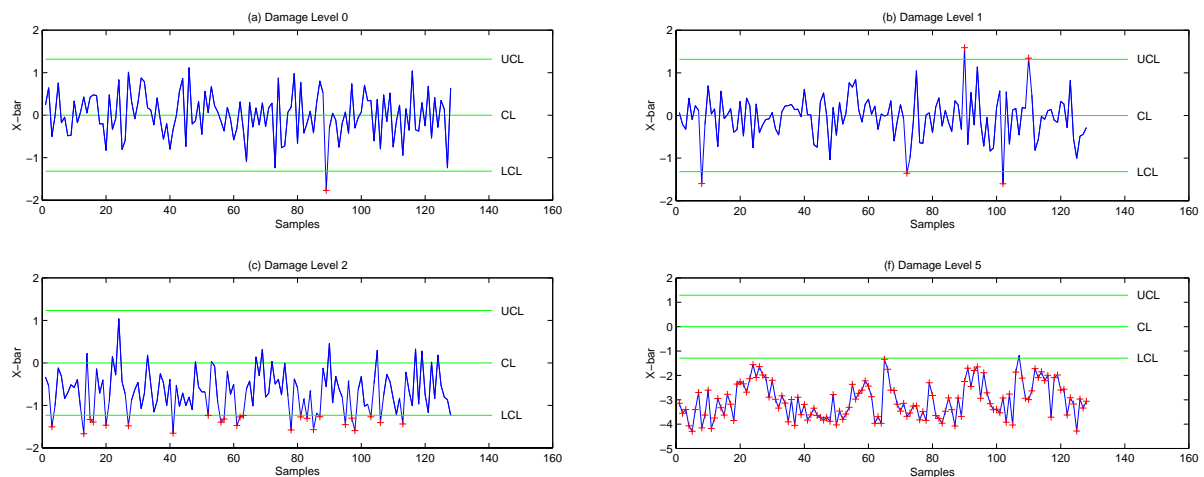 (a) Damage Level 0
2
1
0
−1
−2
X−bar
UCL
CL
LCL
0 20 40 60 80 100 120 140 160
Samples
(b) Damage Level 1
2
1
0
−1
−2
X−bar
UCL
CL
LCL
0 20 40 60 80 100 120 140 160
Samples
(c) Damage Level 2
2
1
0
−1
−2
X−bar
UCL
CL
LCL
0 20 40 60 80 100 120 140 160
Samples
(f) Damage Level 5
2
1
0
−1
−2
−3
−4
−5
X−bar
UCL
CL
LCL
0 20 40 60 80 100 120 140 160
Samples